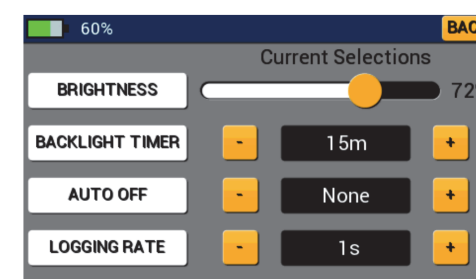 60%
Current Selections
BRIGHTNESS
BACKLIGHT TIMER - 15m +
AUTO OFF - None +
LOGGING RATE - 1s +